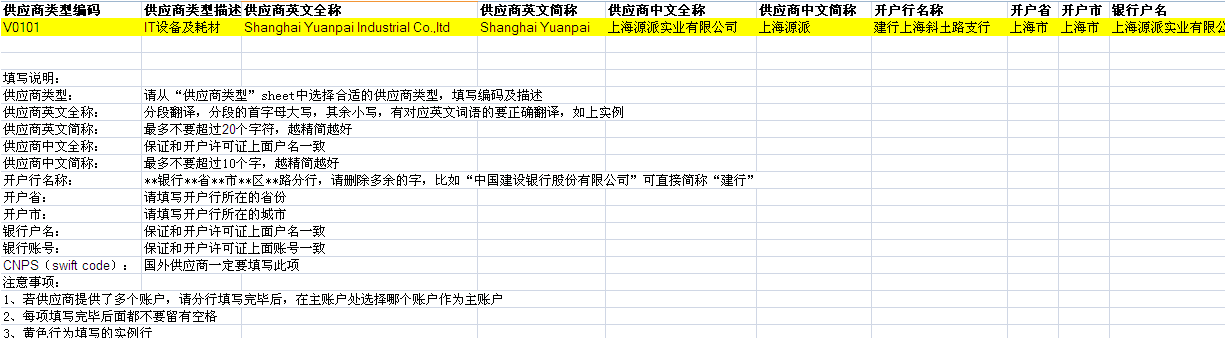 供应商类型编码 供应商类型描述 供应商英文全称 供应商英文简称 供应商中文全称 供应商中文简称 开户行名称 开户省 开户市 银行户名
V0101 IT设备及耗材 Shanghai Yuanpai Industrial Co.,ltd Shanghai Yuanpai 上海源派实业有限公司 上海源派 建行上海斜土路支行 上海市 上海市 上海源派实业有限公
填写说明：
供应商类型： 请从“供应商类型”sheet中选择合适的供应商类型，填写编码及描述
供应商英文全称： 分段翻译，分段的首字母大写，其余小写，有对应英文词语的要正确翻译，如上实例
供应商英文简称： 最多不要超过20个字符，越精简越好
供应商中文全称： 保证和开户许可证上面户名一致
供应商中文简称： 最多不要超过10个字，越精简越好
开户行名称： **银行**省**市**区**路分行，请删除多余的字，比如“中国建设银行股份有限公司”可直接简称“建行”
开户省： 请填写开户行所在的省份
开户市： 请填写开户行所在的城市
银行户名： 保证和开户许可证上面户名一致
银行账号： 保证和开户许可证上面账号一致
CNPS（swift code）： 国外供应商一定要填写此项
注意事项：
1、若供应商提供了多个账户，请分行填写完毕后，在主账户处选择哪个账户作为主账户
2、每项填写完毕后面都不要留有空格
3、黄色行为填写的实例行